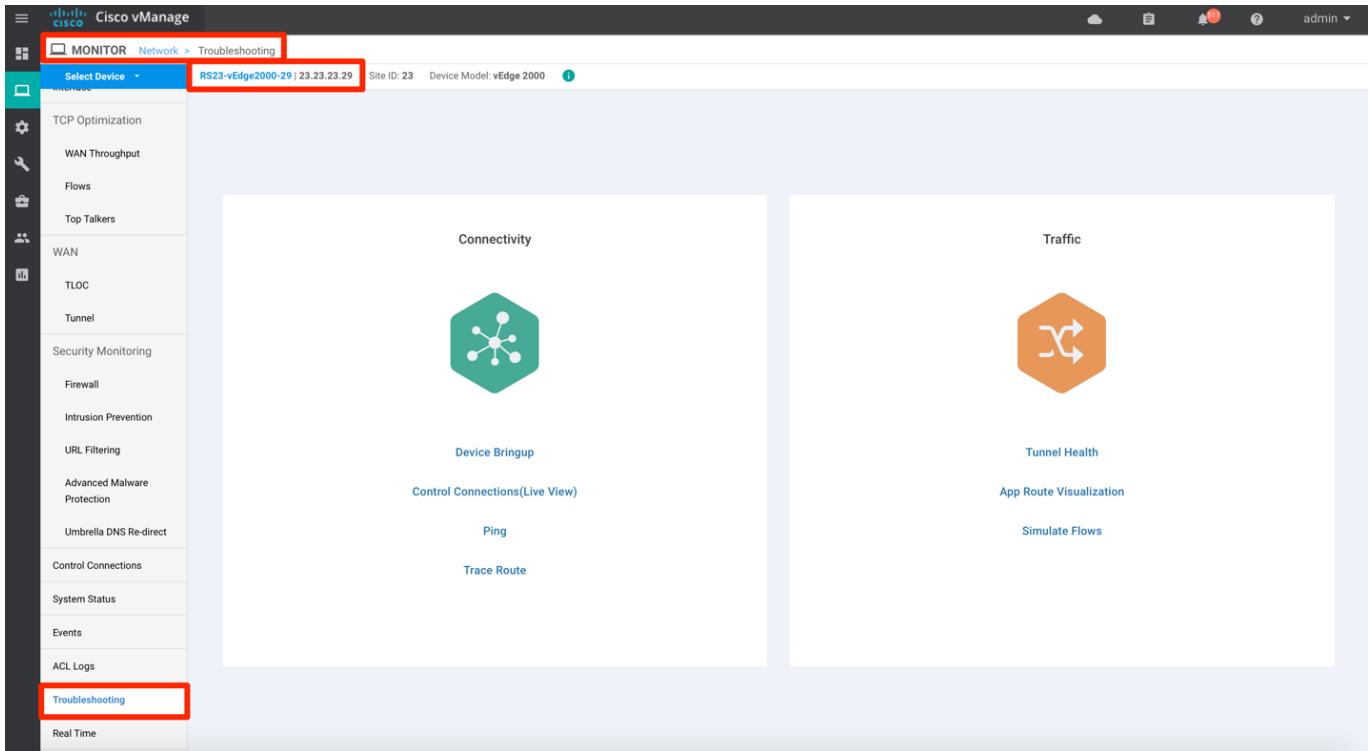 cisco Cisco vManage
617
admin
MONITOR Network > Troubleshooting
Select Device RS23-vEdge2000-29 | 23.23.23.29 Site ID: 23 Device Model: vEdge 2000
Interface
TCP Optimization
WAN Throughput
Flows
Top Talkers
WAN
TLOC
Tunnel
Security Monitoring
Firewall
Intrusion Prevention
URL Filtering
Advanced Malware
Protection
Umbrella DNS Re-direct
Control Connections
System Status
Events
ACL Logs
Troubleshooting
Real Time
Connectivity
Device Bringup
Control Connections(Live View)
Ping
Trace Route
Traffic
Tunnel Health
App Route Visualization
Simulate Flows